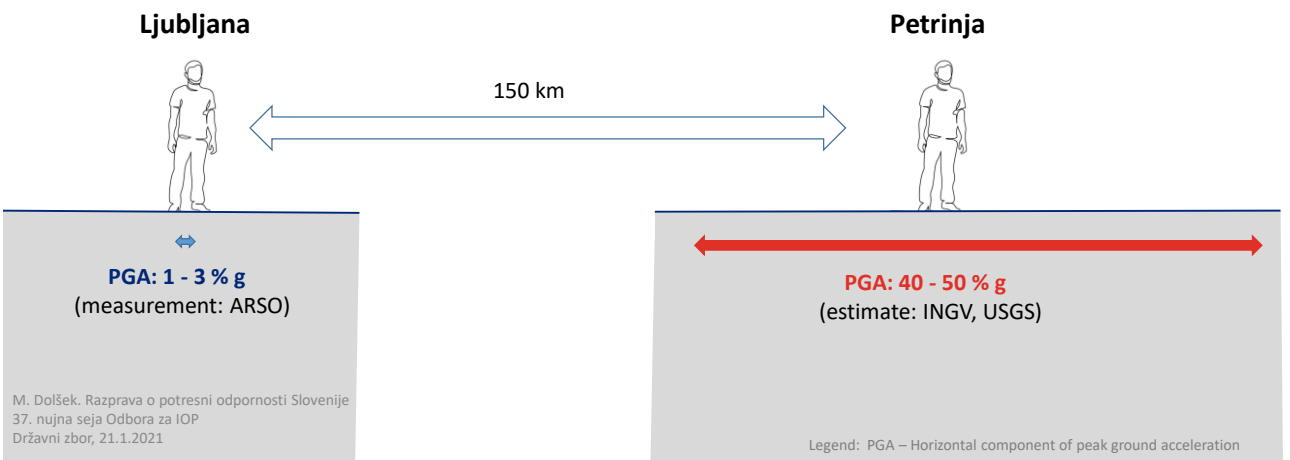 Ljubljana
Petrinja
150 km
PGA: 1 - 3 % g
(measurement: ARSO)
PGA: 40 - 50 % g
(estimate: INGV, USGS)
M. Dolšek. Razprava o potresni odpornosti Slovenije
37. nujna seja Odbora za IOP
Državni zbor, 21.1.2021
Legend:  PGA – Horizontal component of peak ground acceleration